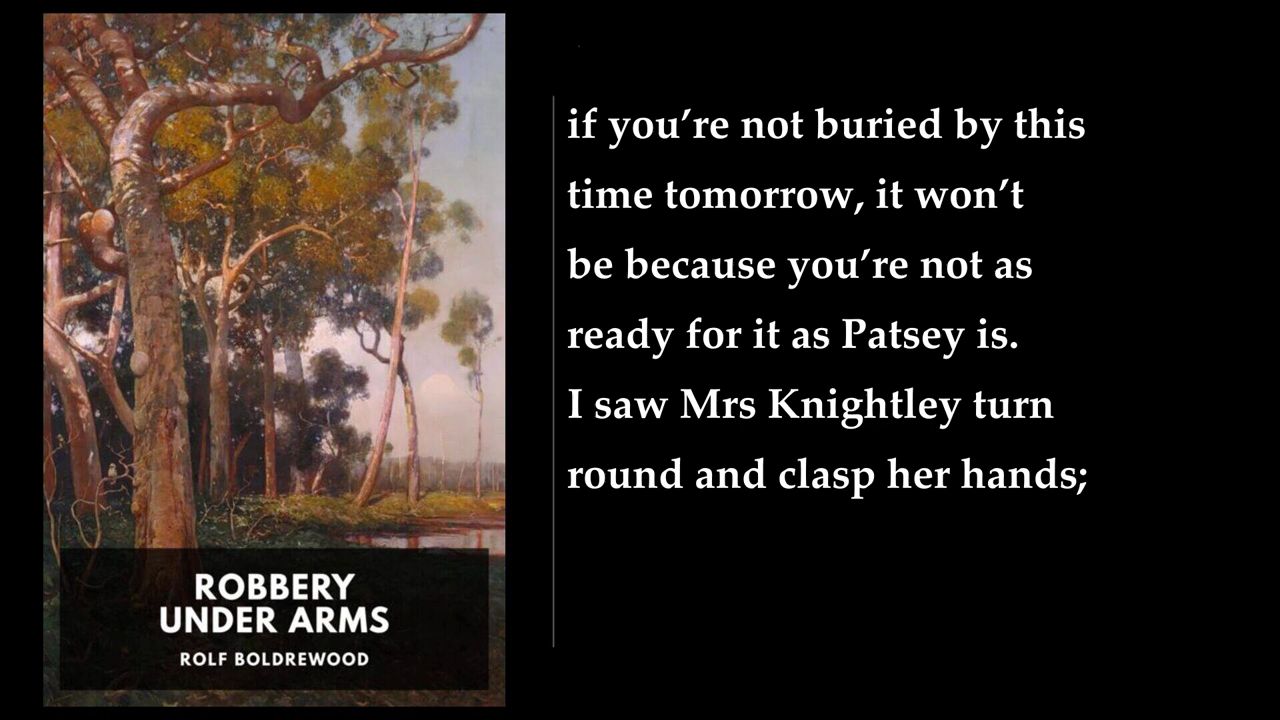 ROBBERY
UNDER ARMS
ROLF BOLDREWOOD
if you’re not buried by this
time tomorrow, it won’t
be because you’re not as
ready for it as Patsey is.
I saw Mrs Knightley turn
round and clasp her hands;